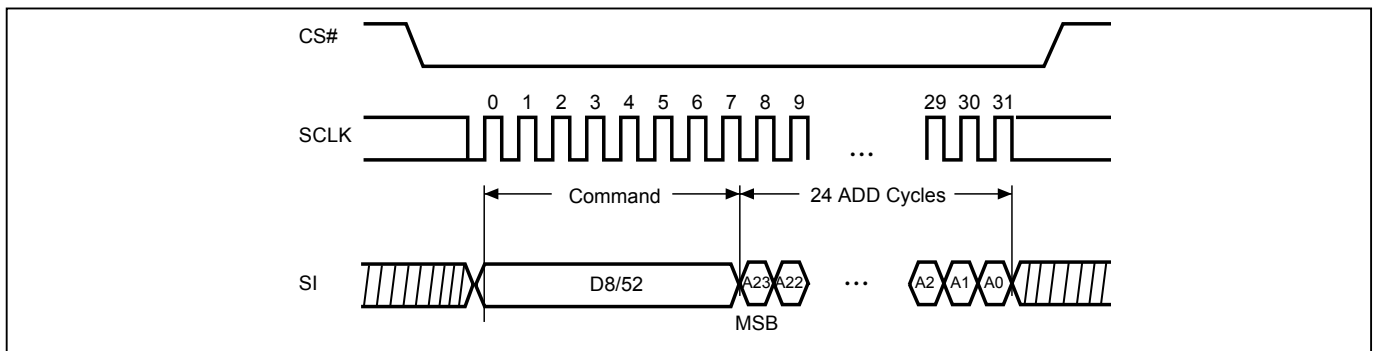 CS#
0 1 2 3 4 5 6 7 8 9 29 30 31
SCLK
...
Command 24 ADD Cycles
SI D8/52 A23 A22 ... A2 A1 A0
MSB